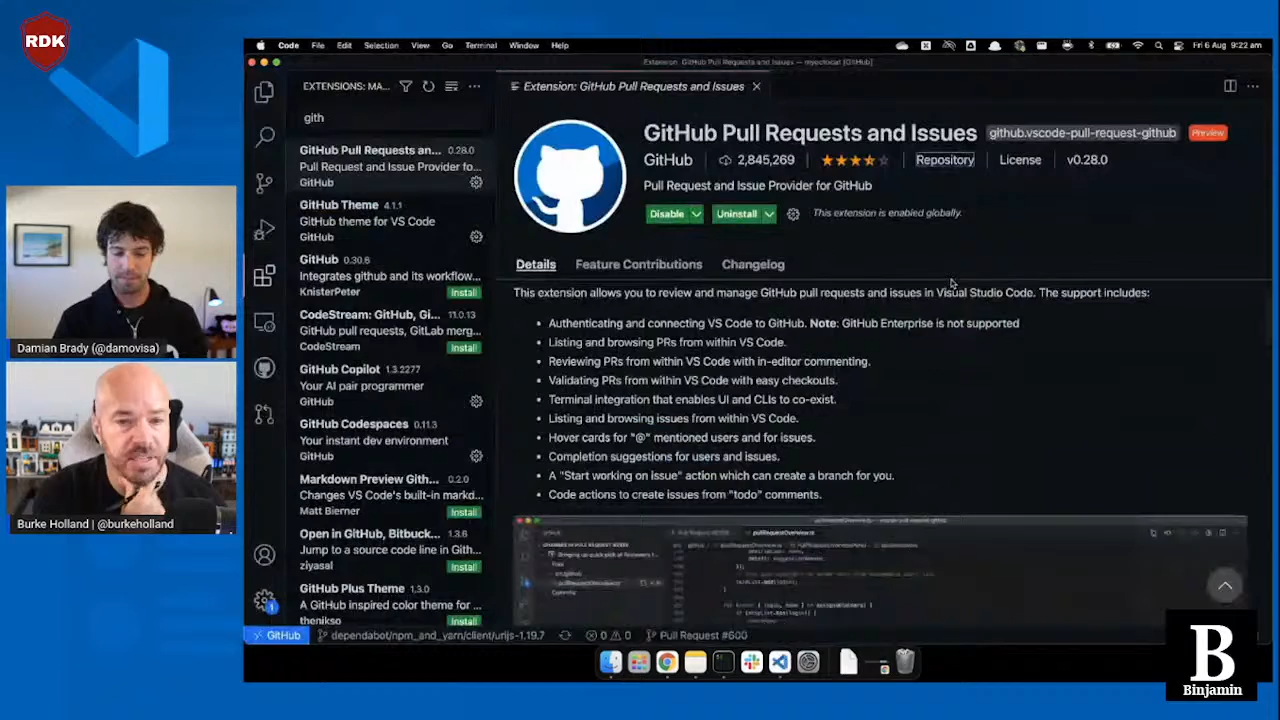 RDK
Code File Edit Selection View Go Terminal Window Help
Fri 6 Aug 9:22 am
Extension: GitHub Pull Requests and Issues — myeclocat [GitHub]
EXTENSIONS: MA...
Extension: GitHub Pull Requests and Issues
gith
GitHub Pull Requests an... 0.28.0
Pull Request and Issue Provider fo...
GitHub
GitHub Theme 4.1.1
GitHub theme for VS Code
GitHub
GitHub 0.30.6
Integrates github and its workflow...
KnisterPeter Install
CodeStream: GitHub, Gi... 11.0.13
GitHub pull requests, GitLab merg...
CodeStream Install
GitHub Copilot 1.3.2277
Your AI pair programmer
GitHub
GitHub Codespaces 0.11.3
Your instant dev environment
GitHub
Markdown Preview Gith... 0.2.0
Changes VS Code's built-in markd...
Matt Bierner Install
Open in GitHub, Bitbuck... 1.3.6
Jump to a source code line in Gith...
ziyasal Install
GitHub Plus Theme 1.3.0
A GitHub inspired color theme for ...
thenikso Install
GitHub Pull Requests and Issues github.vscode-pull-request-github Preview
GitHub 2,845,269 Repository License v0.28.0
Pull Request and Issue Provider for GitHub
Disable Uninstall This extension is enabled globally.
Details Feature Contributions Changelog
This extension allows you to review and manage GitHub pull requests and issues in Visual Studio Code. The support includes:
Authenticating and connecting VS Code to GitHub. Note: GitHub Enterprise is not supported
Listing and browsing PRs from within VS Code.
Reviewing PRs from within VS Code with in-editor commenting.
Validating PRs from within VS Code with easy checkouts.
Terminal integration that enables UI and CLIs to co-exist.
Listing and browsing issues from within VS Code.
Hover cards for "@" mentioned users and for issues.
Completion suggestions for users and issues.
A "Start working on issue" action which can create a branch for you.
Code actions to create issues from "todo" comments.
1
GitHub dependabot/npm_and_yarn/client/urijs-1.19.7 0 0 Pull Request #600
Damian Brady (@damovisa)
Burke Holland | @burkeholland
B
Binjamin